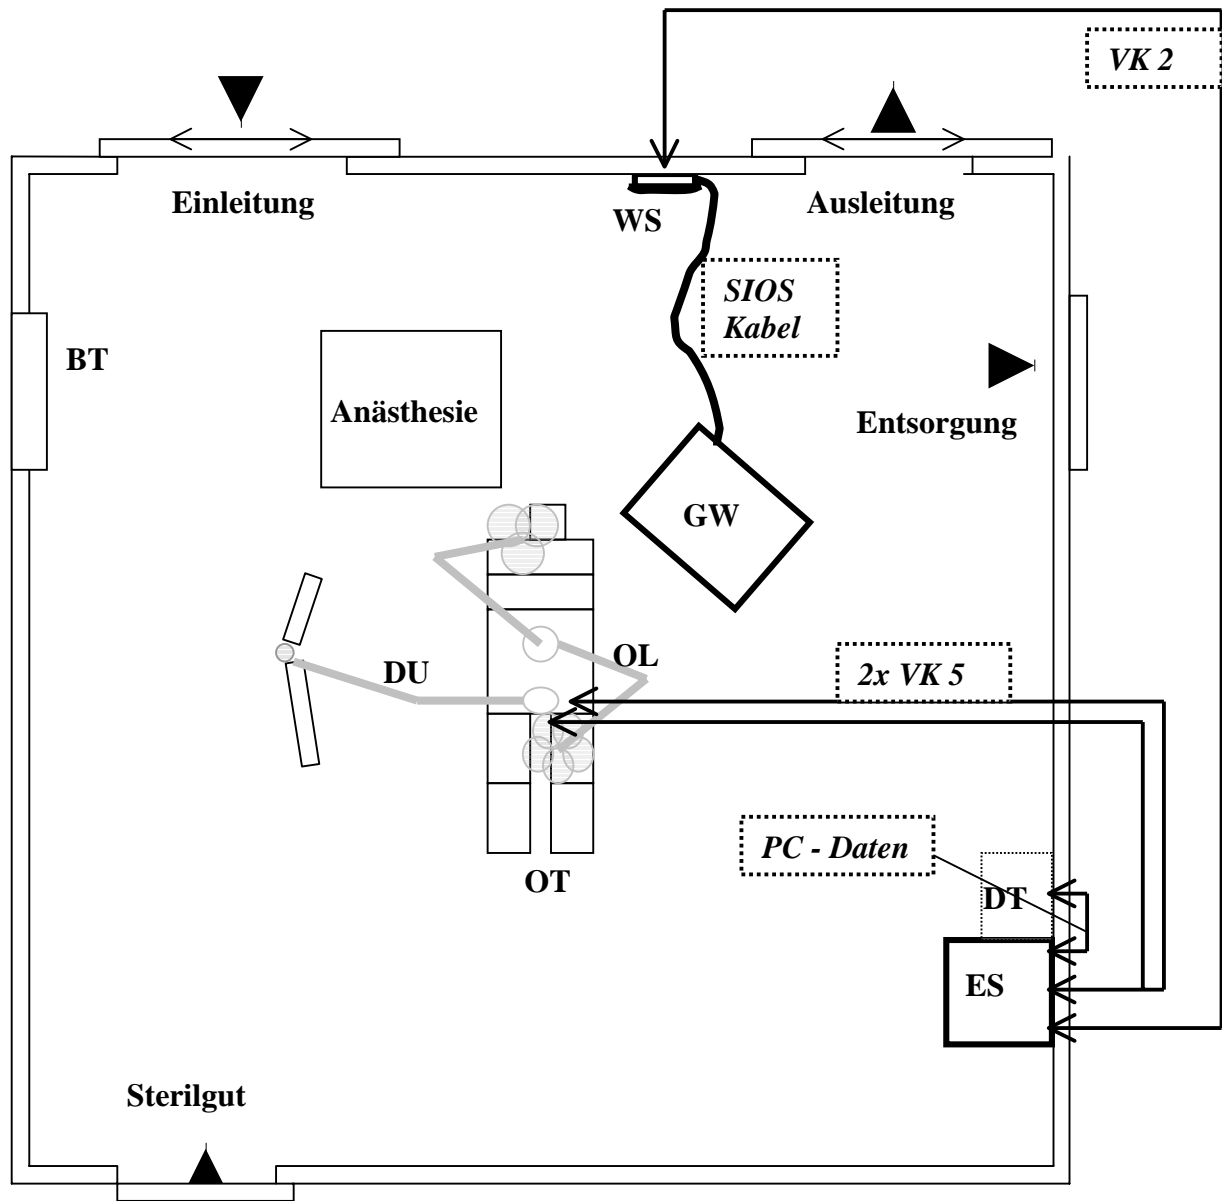 VK 2
Einleitung
WS
Ausleitung
SIOS
Kabel
BT
Anästhesie
Entsorgung
GW
DU
OL
2x VK 5
PC - Daten
OT
DT
ES
Sterilgut